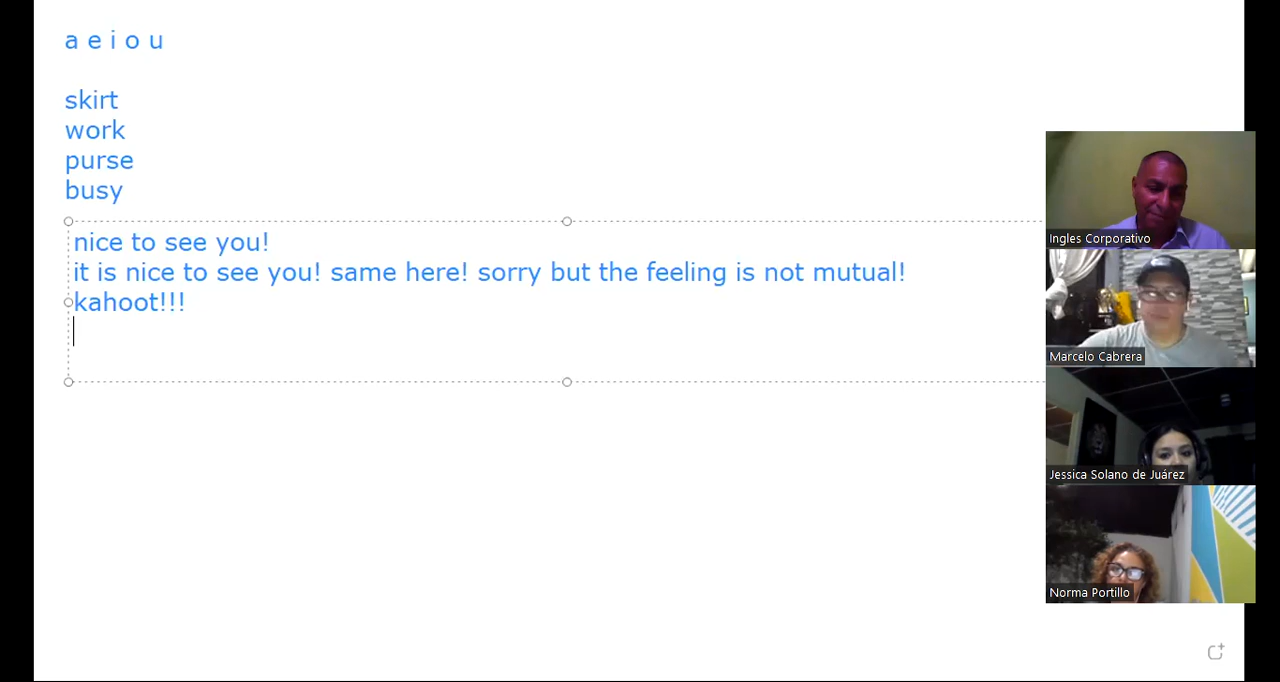 a e i o u
skirt
work
purse
busy
nice to see you!
it is nice to see you! same here! sorry but the feeling is not mutual!
kahoot!!!
Ingles Corporativo
Marcelo Cabrera
Jessica Solano de Juárez
Norma Portillo